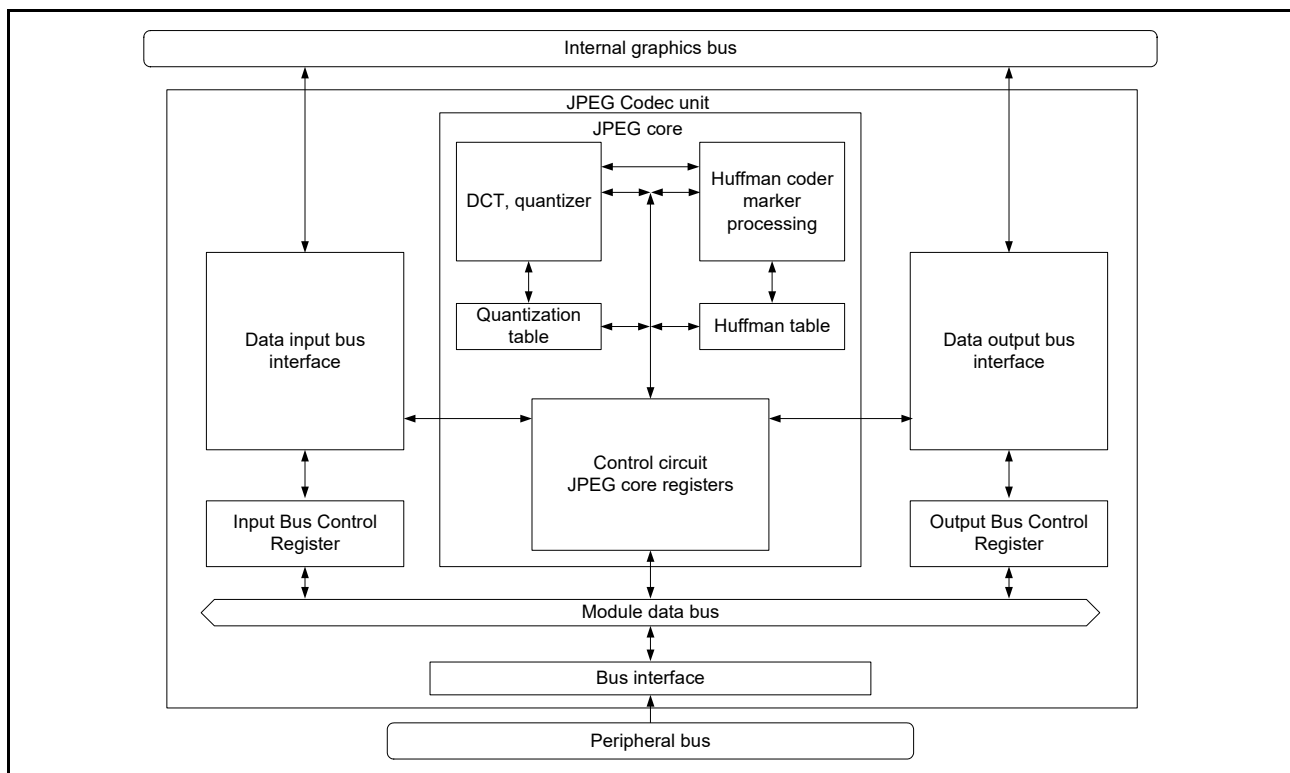 Internal graphics bus
JPEG Codec unit
JPEG core
DCT, quantizer
Huffman coder
marker
processing
Quantization
table
Huffman table
Data input bus
interface
Data output bus
interface
Control circuit
JPEG core registers
Input Bus Control
Register
Output Bus Control
Register
Module data bus
Bus interface
Peripheral bus